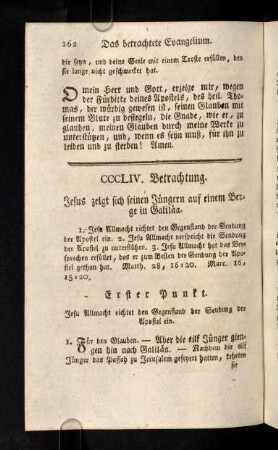 262 Das betrachtete Evangelium.
dir seyn, und deine Seele mit einem Troste erfüllen, den
sie lange nicht geschmecket hat.
O mein Herr und Gott, erzeige mir, wegen
der Fürbitte deines Apostels, des heil. Tho-
mas, der würdig gewesen ist, seinen Glauben mit
seinem Blute zu besiegeln, die Gnade, wie er, zu
glauben, meinen Glauben durch meine Werke zu
unterstützen, und, wenn es seyn muß, für ihn zu
leiden und zu sterben! Amen.
CCCLIV. Betrachtung.
Jesus zeigt sich seinen Jüngern auf einem Ber-
ge in Galiläa.
1. Jesu Allmacht richtet den Gegenstand der Sendung
der Apostel ein. 2. Jesu Allmacht verspricht die Sendung
der Apostel zu unterstützen. 3. Jesu Allmacht hat das Ver-
sprechen erfüllet, das er zum Besten der Sendung der Apo-
stel gethan hat. Matth. 28, 16-20. Marc. 16,
15-20.
Erster Punkt.
Jesu Allmacht richtet den Gegenstand der Sendung der
Apostel ein.
1. Für den Glauben. — Aber die eilf Jünger gien-
gen hin nach Galiläa. — Nachdem die eilf
Jünger das Passah zu Jerusalem gefeyert hatten, kehrten
sie